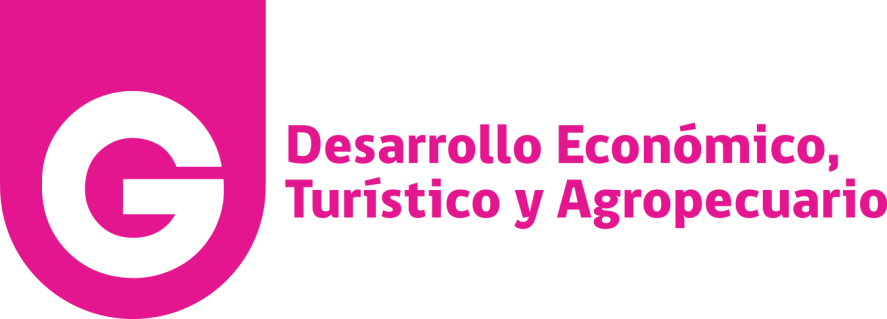 G
Desarrollo Económico,
Turístico y Agropecuario